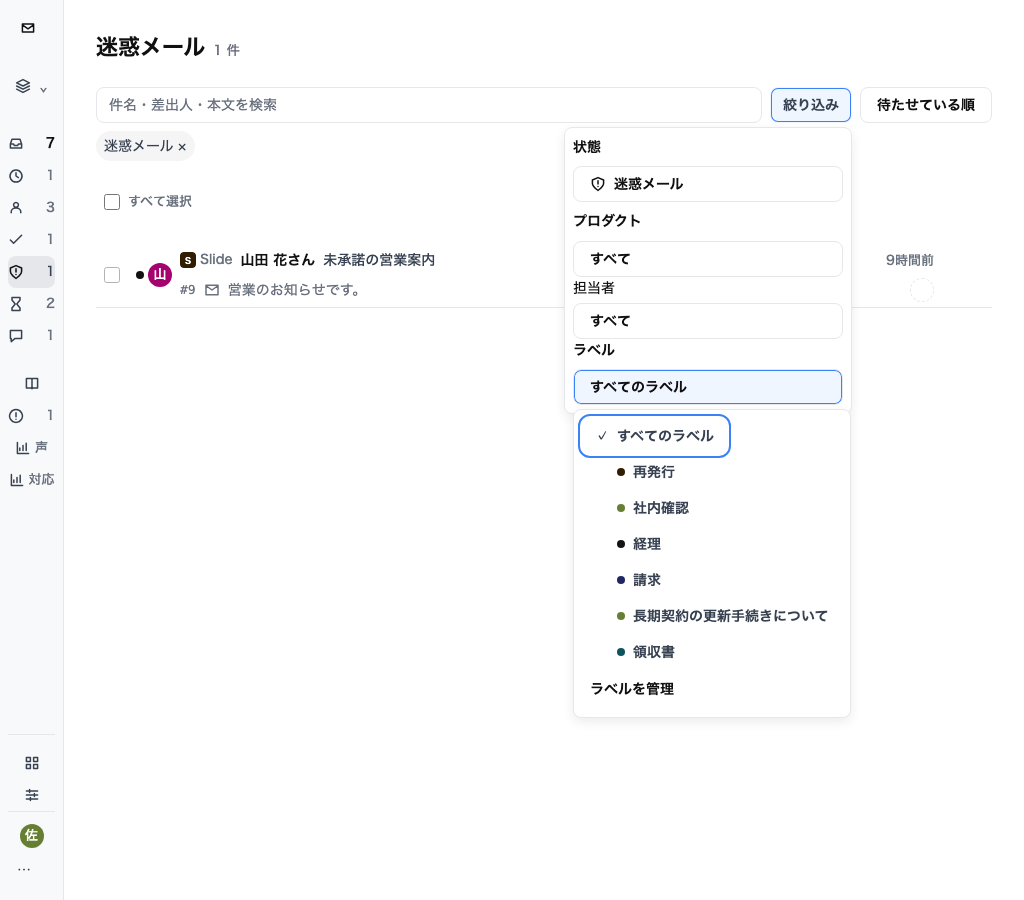 迷惑メール 1 件
件名・差出人・本文を検索
絞り込み
待たせている順
迷惑メール ×
すべて選択
山
s Slide 山田 花さん 未承諾の営業案内
#9 営業のお知らせです。
9時間前
状態
迷惑メール
プロダクト
すべて
担当者
すべて
ラベル
すべてのラベル
✓ すべてのラベル
再発行
社内確認
経理
請求
長期契約の更新手続きについて
領収書
ラベルを管理
7
1
3
1
1
2
1
1
声
対応
佐
…